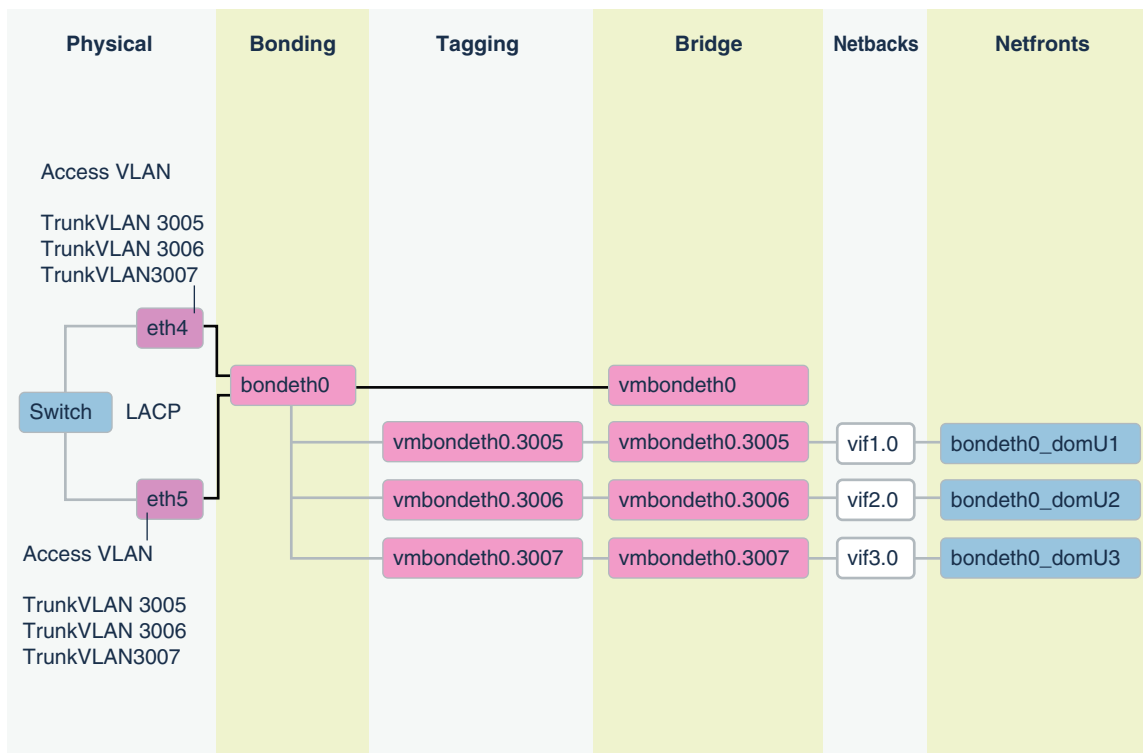 Physical
Bonding
Tagging
Bridge
Netbacks
Netfronts
Access VLAN
TrunkVLAN 3005
TrunkVLAN 3006
TrunkVLAN3007
eth4
bondeth0
vmbondeth0
Switch
LACP
vmbondeth0.3005
vmbondeth0.3005
vif1.0
bondeth0_domU1
eth5
vmbondeth0.3006
vmbondeth0.3006
vif2.0
bondeth0_domU2
Access VLAN
vmbondeth0.3007
vmbondeth0.3007
vif3.0
bondeth0_domU3
TrunkVLAN 3005
TrunkVLAN 3006
TrunkVLAN3007